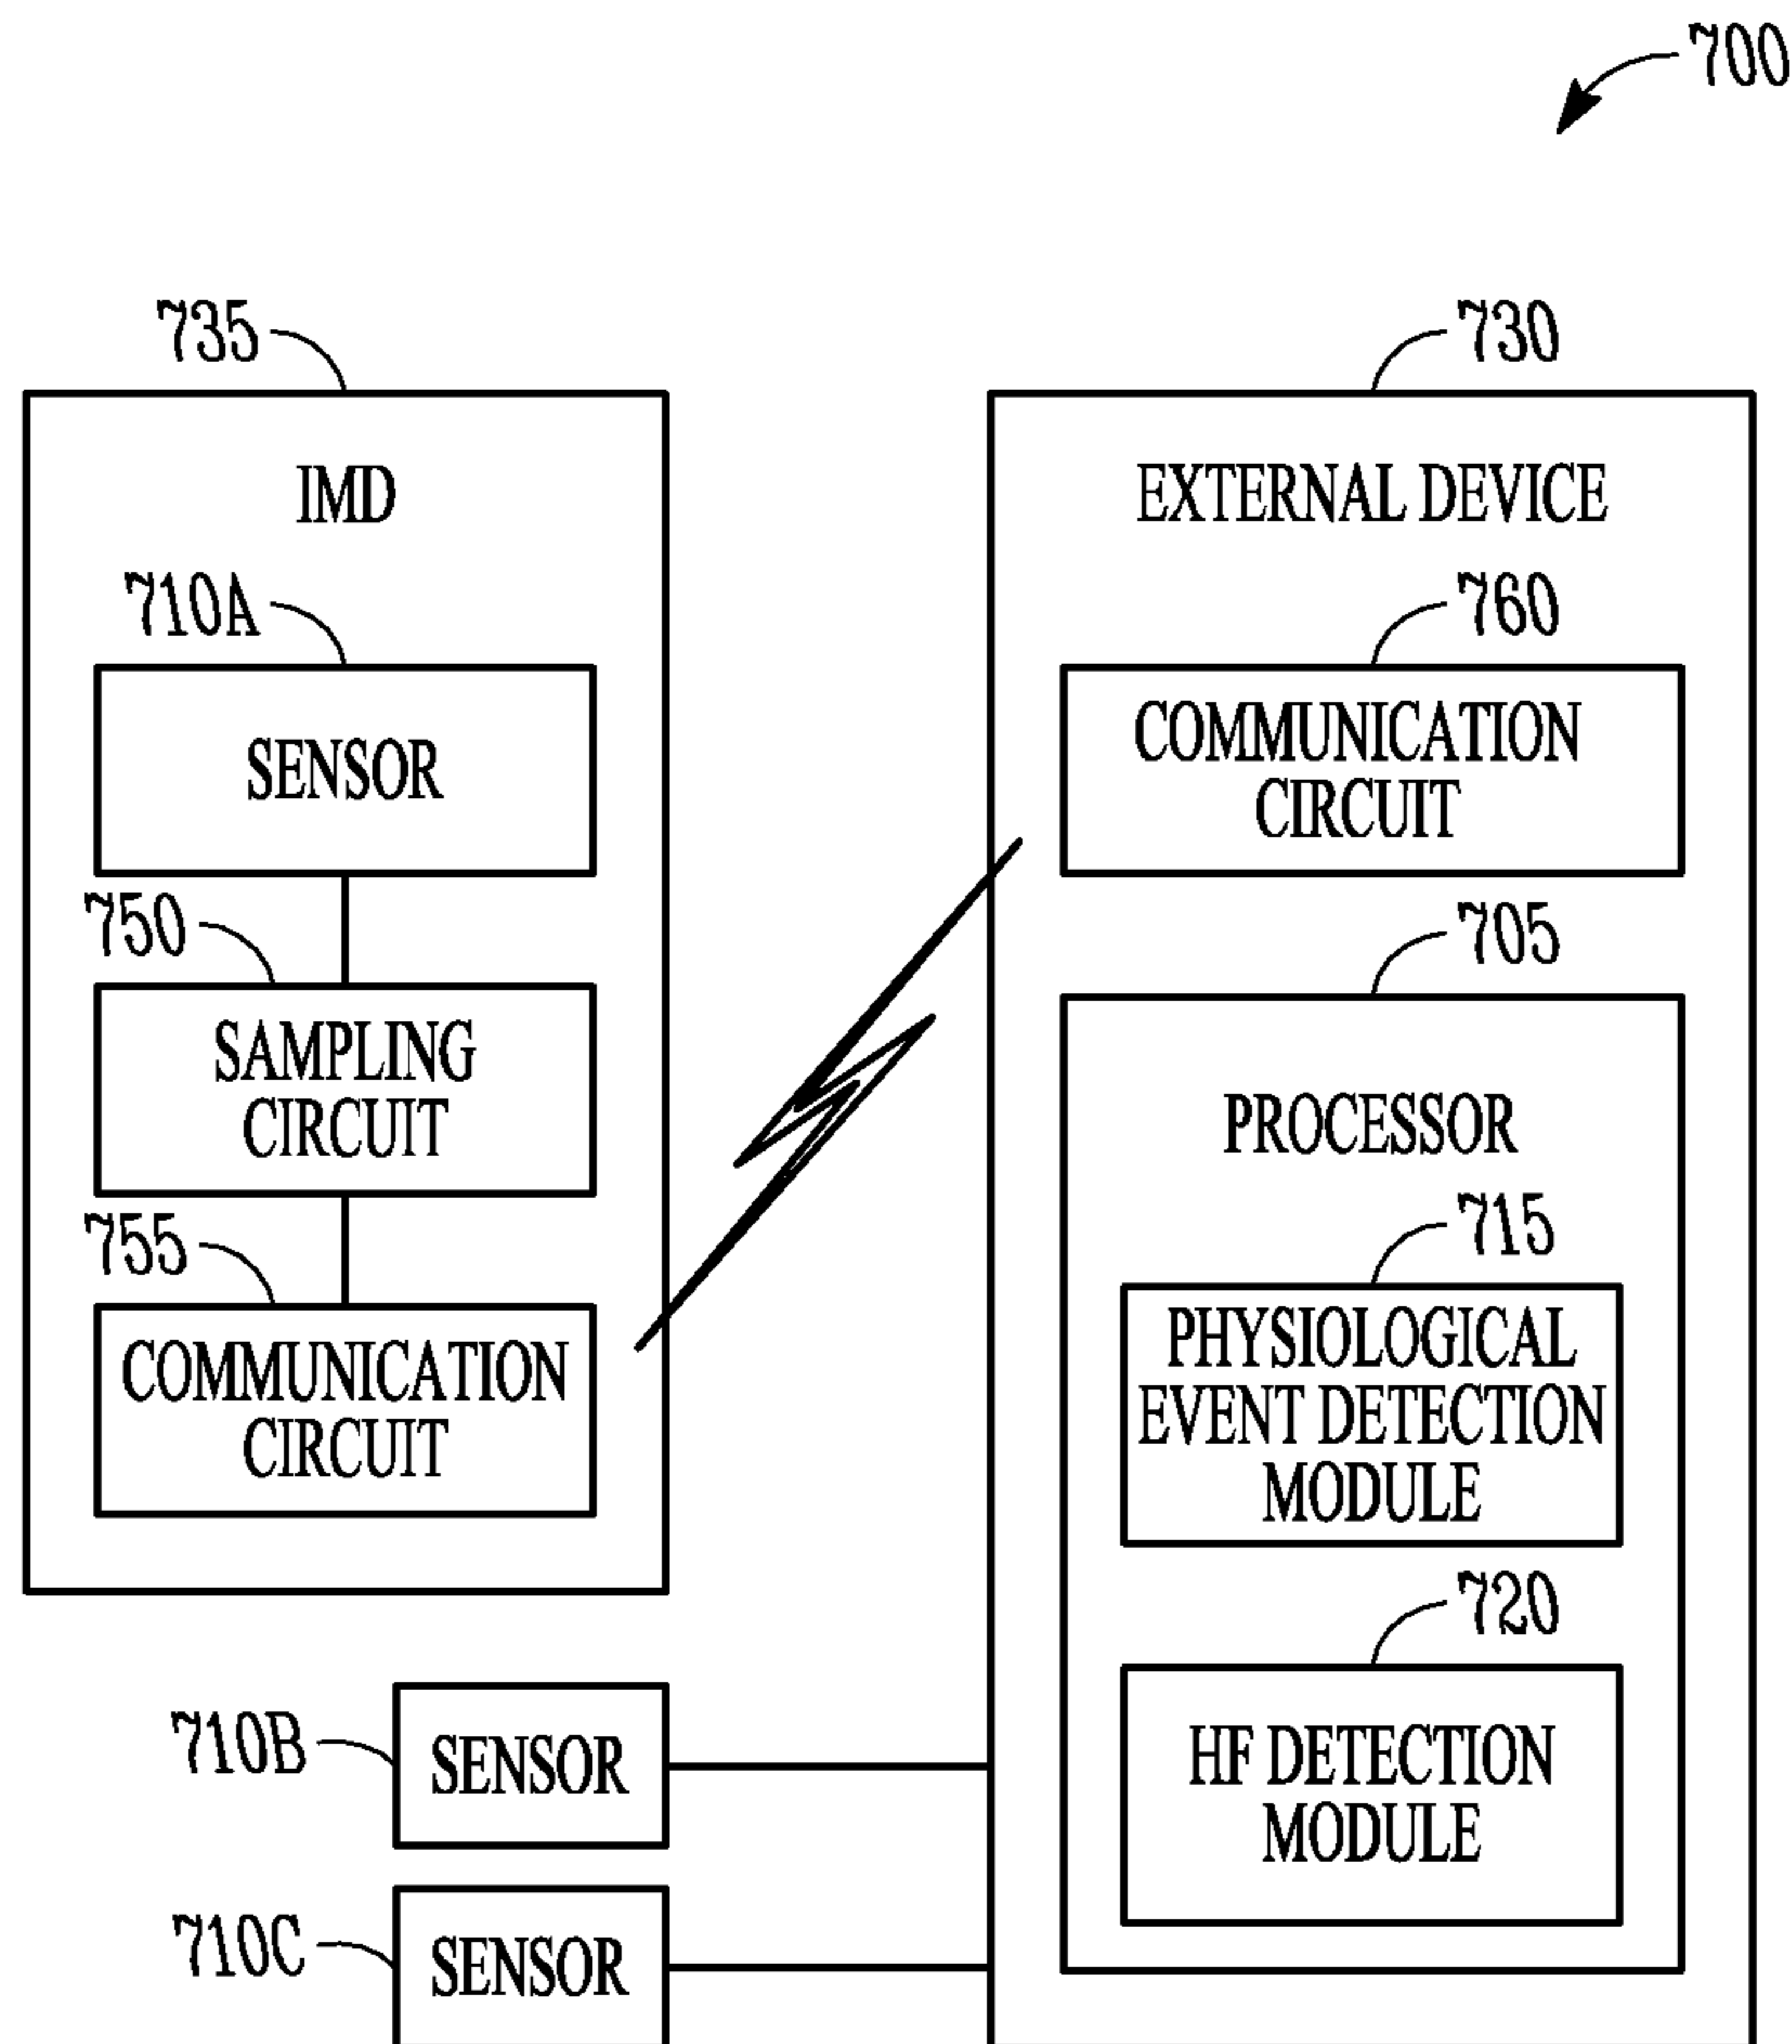 700
735
IMD
710A
SENSOR
750
SAMPLING
CIRCUIT
755
COMMUNICATION
CIRCUIT
710B
SENSOR
710C
SENSOR
730
EXTERNAL DEVICE
760
COMMUNICATION
CIRCUIT
705
PROCESSOR
715
PHYSIOLOGICAL
EVENT DETECTION
MODULE
720
HF DETECTION
MODULE